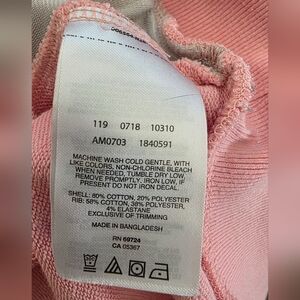 119 0718 10310
AM0703 1840591
MACHINE WASH COLD GENTLE, WITH
LIKE COLORS, NON-CHLORINE BLEACH
WHEN NEEDED, TUMBLE DRY LOW,
REMOVE PROMPTLY, IRON LOW, IF
PRESENT DO NOT IRON DECAL.
SHELL: 80% COTTON, 20% POLYESTER
RIB: 58% COTTON, 38% POLYESTER,
4% ELASTANE
EXCLUSIVE OF TRIMMING
MADE IN BANGLADESH
RN 69724
CA 05367